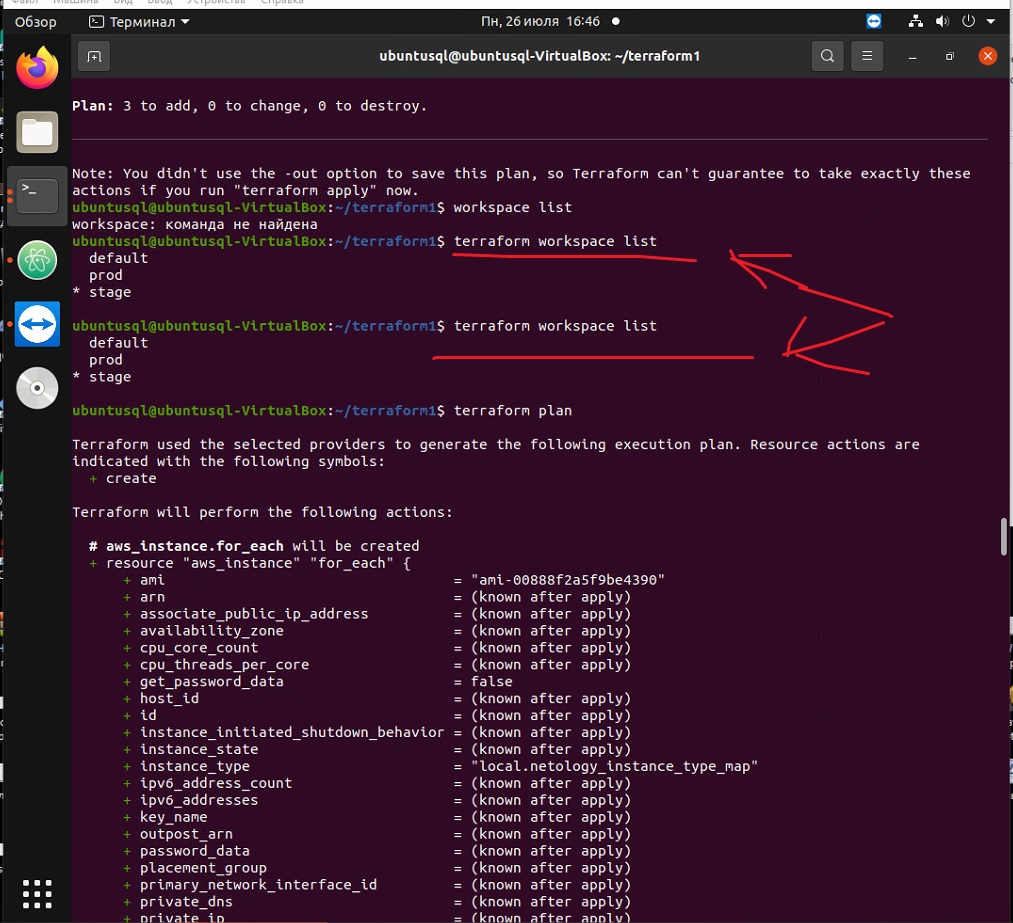 Файл Машина Вид Ввод Устройства Справка
Обзор Терминал Пн, 26 июля 16:46
ubuntusql@ubuntusql-VirtualBox: ~/terraform1
Plan: 3 to add, 0 to change, 0 to destroy.
Note: You didn't use the -out option to save this plan, so Terraform can't guarantee to take exactly these
actions if you run "terraform apply" now.
ubuntusql@ubuntusql-VirtualBox:~/terraform1$ workspace list
workspace: команда не найдена
ubuntusql@ubuntusql-VirtualBox:~/terraform1$ terraform workspace list
default
prod
* stage
ubuntusql@ubuntusql-VirtualBox:~/terraform1$ terraform workspace list
default
prod
* stage
ubuntusql@ubuntusql-VirtualBox:~/terraform1$ terraform plan
Terraform used the selected providers to generate the following execution plan. Resource actions are
indicated with the following symbols:
+ create
Terraform will perform the following actions:
# aws_instance.for_each will be created
+ resource "aws_instance" "for_each" {
+ ami = "ami-00888f2a5f9be4390"
+ arn = (known after apply)
+ associate_public_ip_address = (known after apply)
+ availability_zone = (known after apply)
+ cpu_core_count = (known after apply)
+ cpu_threads_per_core = (known after apply)
+ get_password_data = false
+ host_id = (known after apply)
+ id = (known after apply)
+ instance_initiated_shutdown_behavior = (known after apply)
+ instance_state = (known after apply)
+ instance_type = "local.netology_instance_type_map"
+ ipv6_address_count = (known after apply)
+ ipv6_addresses = (known after apply)
+ key_name = (known after apply)
+ outpost_arn = (known after apply)
+ password_data = (known after apply)
+ placement_group = (known after apply)
+ primary_network_interface_id = (known after apply)
+ private_dns = (known after apply)
+ private_ip = (known after apply)